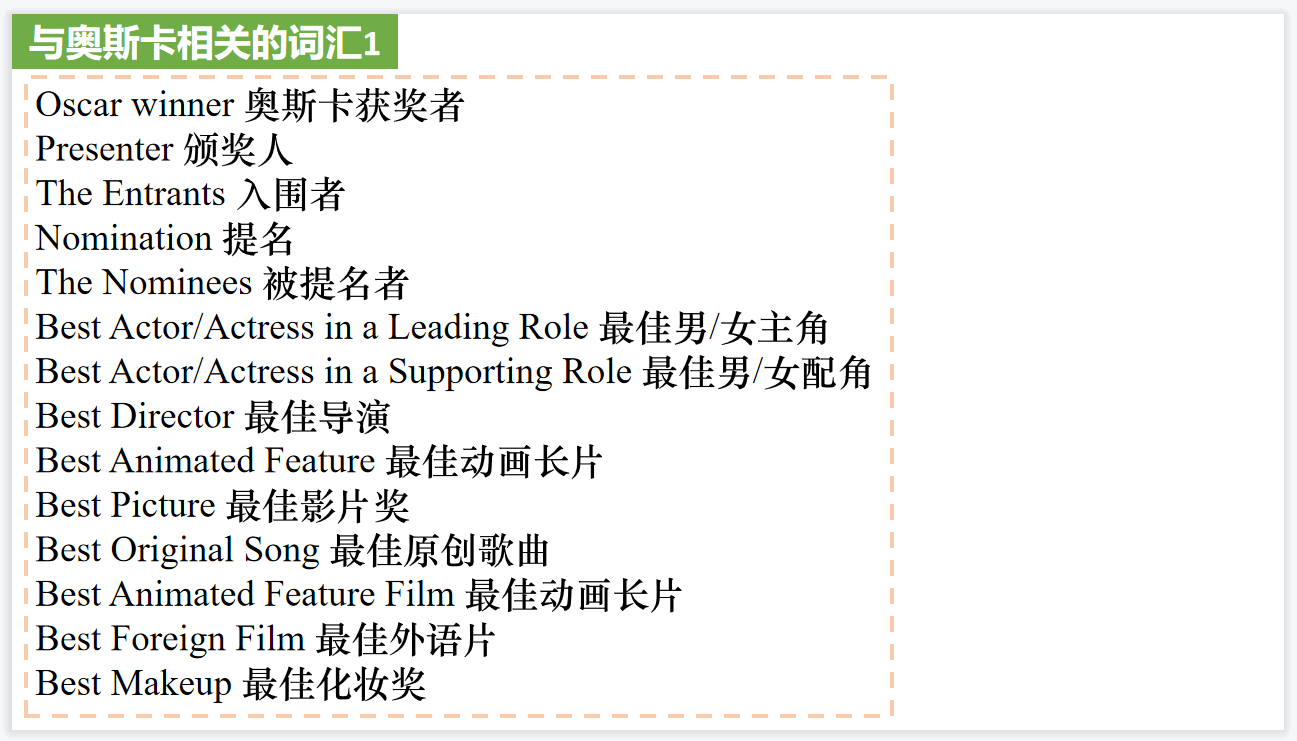 与奥斯卡相关的词汇1
Oscar winner 奥斯卡获奖者
Presenter 颁奖人
The Entrants 入围者
Nomination 提名
The Nominees 被提名者
Best Actor/Actress in a Leading Role 最佳男/女主角
Best Actor/Actress in a Supporting Role 最佳男/女配角
Best Director 最佳导演
Best Animated Feature 最佳动画长片
Best Picture 最佳影片奖
Best Original Song 最佳原创歌曲
Best Animated Feature Film 最佳动画长片
Best Foreign Film 最佳外语片
Best Makeup 最佳化妆奖